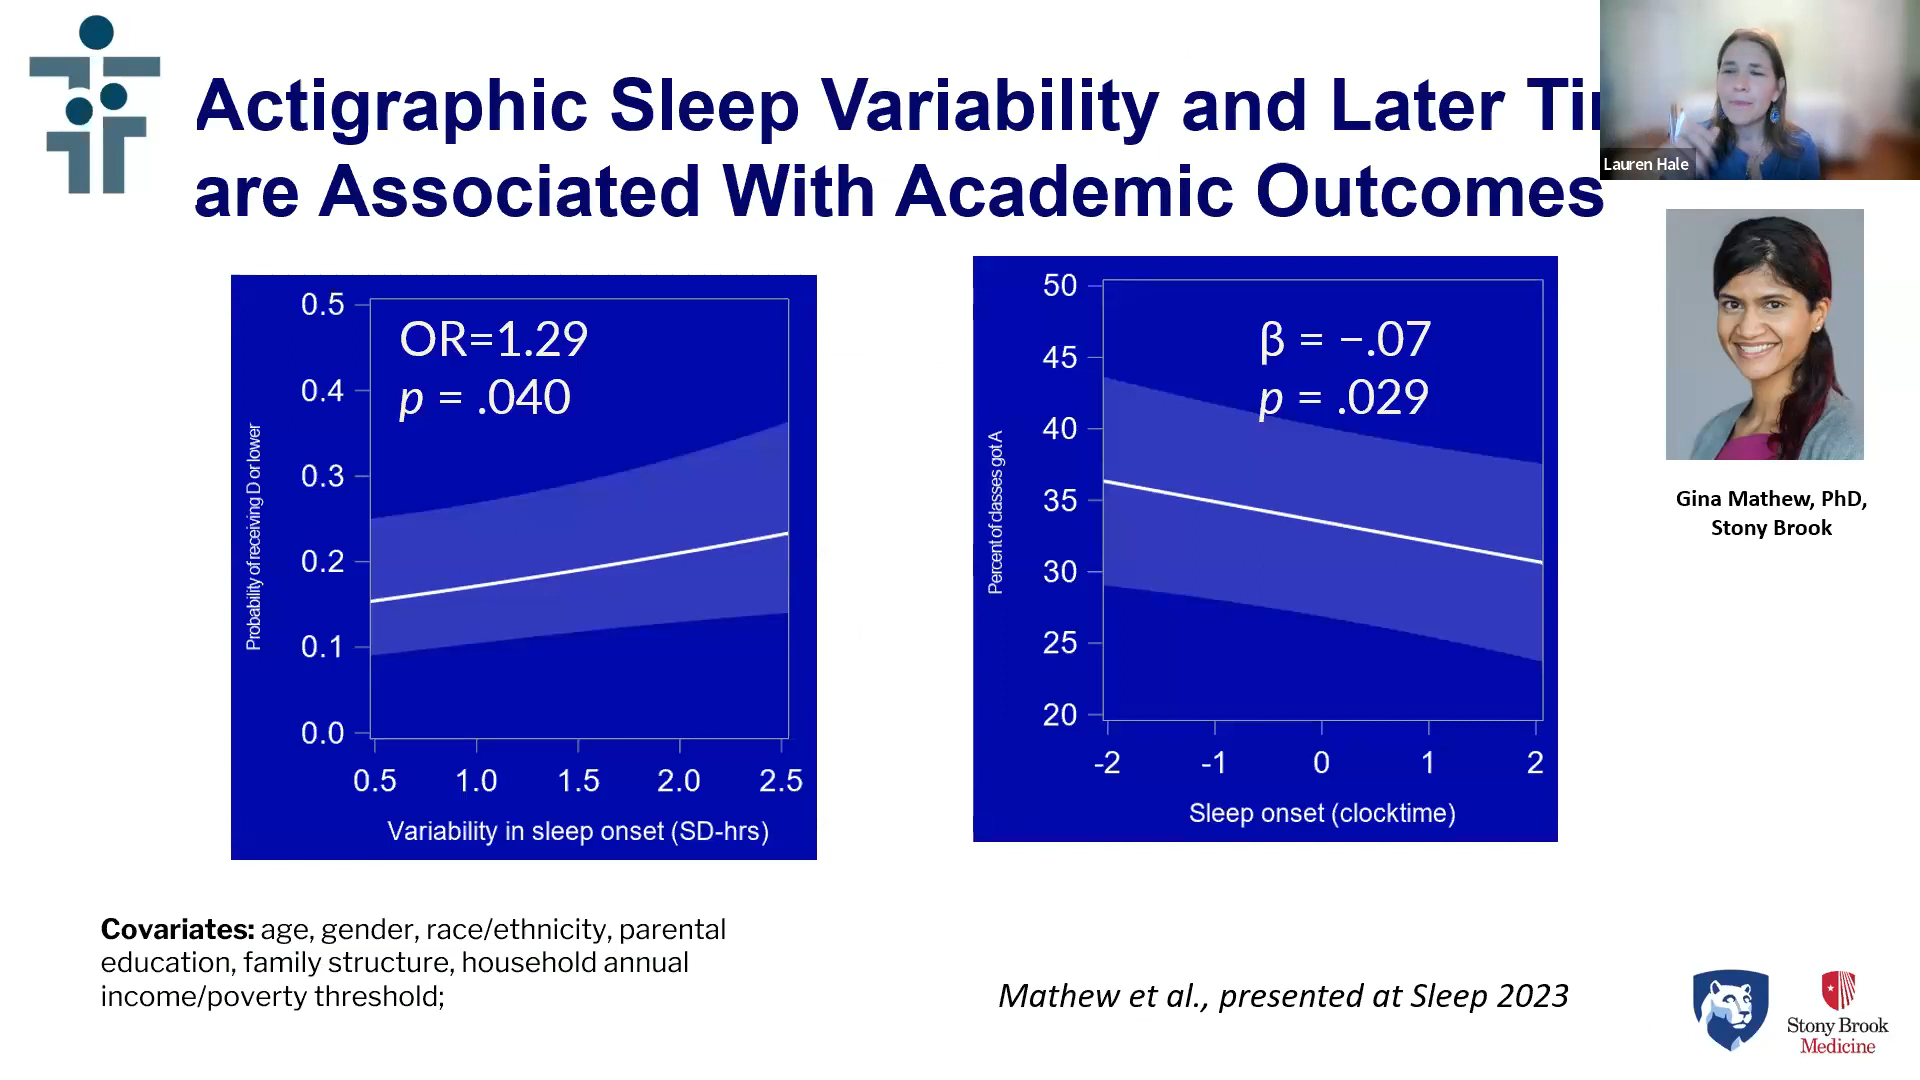 Actigraphic Sleep Variability and Later
are Associated With Academic Outcomes
Lauren Hale
Gina Mathew, PhD,
Stony Brook
0.5
0.4
0.3
0.2
0.1
0.0
OR=1.29
p = .040
Probability of receiving D or lower
0.5 1.0 1.5 2.0 2.5
Variability in sleep onset (SD-hrs)
50
45
40
35
30
25
20
β = −.07
p = .029
Percent of classes got A
-2 -1 0 1 2
Sleep onset (clocktime)
Covariates: age, gender, race/ethnicity, parental
education, family structure, household annual
income/poverty threshold;
Mathew et al., presented at Sleep 2023
Stony Brook
Medicine